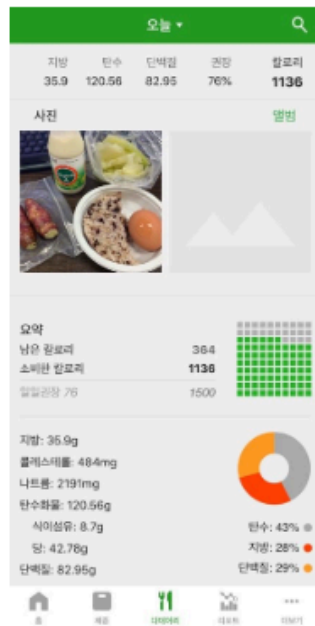 오늘
지방 탄수 단백질 권장 칼로리
35.9 120.56 82.95 76% 1136
사진 앨범
요약
남은 칼로리 364
소비한 칼로리 1136
일일권장 76 1500
지방: 35.9g
콜레스테롤: 484mg
나트륨: 2191mg
탄수화물: 120.56g
식이섬유: 8.7g
당: 42.78g
단백질: 82.95g
탄수: 43%
지방: 28%
단백질: 29%
홈 다이어리 리포트 더보기